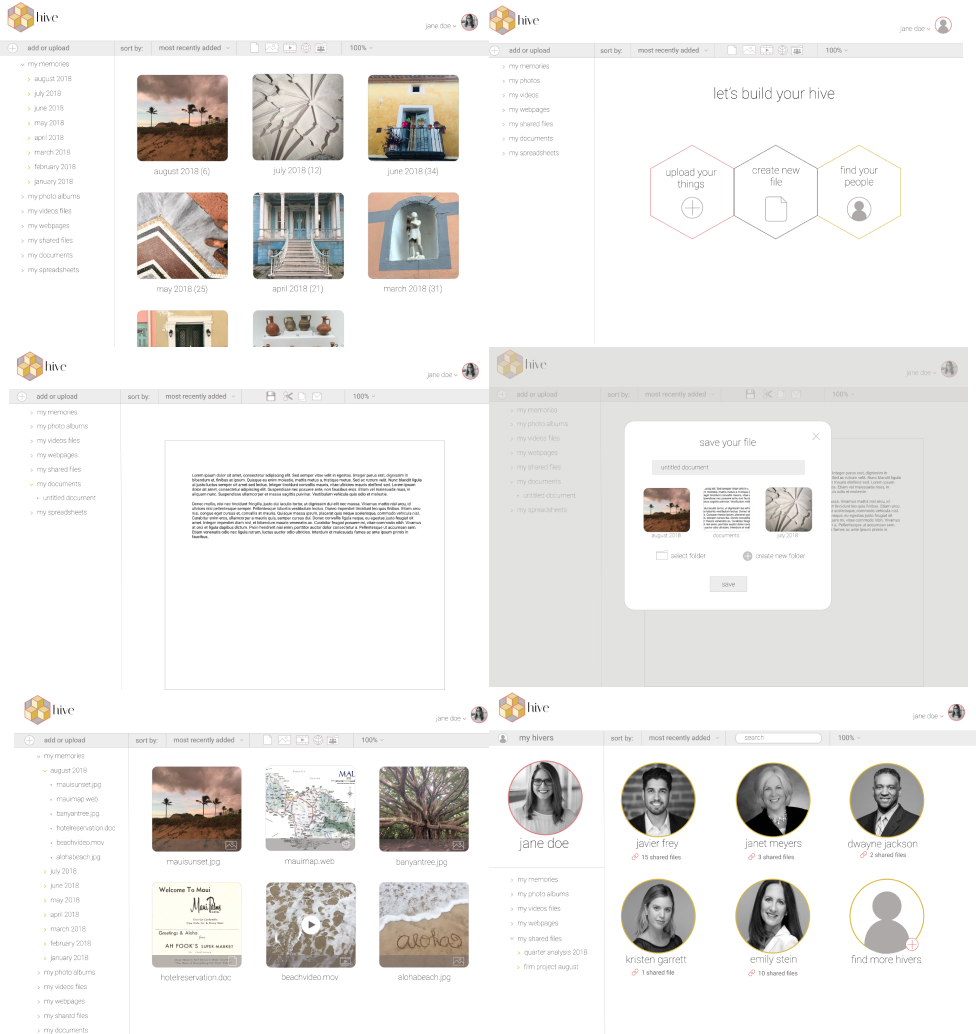 hive
jane doe
add or upload
sort by:
most recently added
100%
my memories
august 2018
july 2018
june 2018
may 2018
april 2018
march 2018
february 2018
january 2018
my photo albums
my videos files
my webpages
my shared files
my documents
my spreadsheets
august 2018 (6)
july 2018 (12)
june 2018 (34)
may 2018 (25)
april 2018 (21)
march 2018 (31)
hive
jane doe
add or upload
sort by:
most recently added
100%
my memories
my photos
my videos
my webpages
my shared files
my documents
my spreadsheets
let's build your hive
upload your
things
create new
file
find your
people
hive
jane doe
add or upload
sort by:
most recently added
100%
my memories
my photo albums
my videos files
my webpages
my shared files
my documents
untitled document
my spreadsheets
hive
jane doe
add or upload
sort by:
most recently added
100%
my memories
my photo albums
my videos files
my webpages
my shared files
my documents
untitled document
my spreadsheets
save your file
untitled document
august 2018
documents
july 2018
select folder
create new folder
save
hive
jane doe
add or upload
sort by:
most recently added
100%
my memories
august 2018
mauisunset.jpg
mauimap.web
banyantree.jpg
hotelreservation.doc
beachvideo.mov
alohabeach.jpg
july 2018
june 2018
may 2018
april 2018
march 2018
february 2018
january 2018
my photo albums
my videos files
my webpages
my shared files
my documents
mauisunset.jpg
MAUI
mauimap.web
banyantree.jpg
Welcome To Maui
Maui Palms
Greetings & Aloha
AH FOOK'S SUPER MARKET
hotelreservation.doc
beachvideo.mov
aloha
alohabeach.jpg
hive
jane doe
my hivers
sort by:
most recently added
search
100%
jane doe
my memories
my photo albums
my videos files
my webpages
my shared files
quarter analysis 2018
film project august
javier frey
15 shared files
janet meyers
3 shared files
dwayne jackson
2 shared files
kristen garrett
1 shared file
emily stein
10 shared files
find more hivers